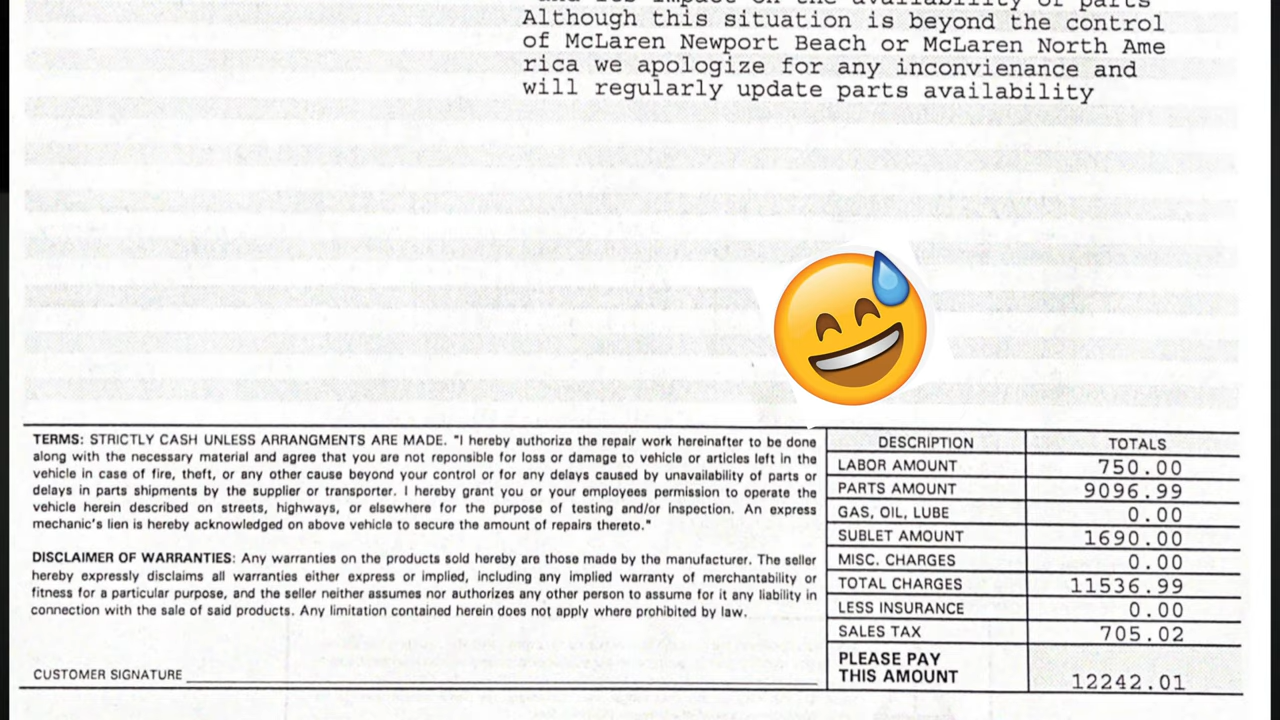 availability of parts
Although this situation is beyond the control
of McLaren Newport Beach or McLaren North Ame
rica we apologize for any inconvienance and
will regularly update parts availability
TERMS: STRICTLY CASH UNLESS ARRANGMENTS ARE MADE. "I hereby authorize the repair work hereinafter to be done
along with the necessary material and agree that you are not reponsible for loss or damage to vehicle or articles left in the
vehicle in case of fire, theft, or any other cause beyond your control or for any delays caused by unavailability of parts or
delays in parts shipments by the supplier or transporter. I hereby grant you or your employees permission to operate the
vehicle herein described on streets, highways, or elsewhere for the purpose of testing and/or inspection. An express
mechanic's lien is hereby acknowledged on above vehicle to secure the amount of repairs thereto."
DISCLAIMER OF WARRANTIES: Any warranties on the products sold hereby are those made by the manufacturer. The seller
hereby expressly disclaims all warranties either express or implied, including any implied warranty of merchantability or
fitness for a particular purpose, and the seller neither assumes nor authorizes any other person to assume for it any liability in
connection with the sale of said products. Any limitation contained herein does not apply where prohibited by law.
CUSTOMER SIGNATURE
DESCRIPTION TOTALS
LABOR AMOUNT 750.00
PARTS AMOUNT 9096.99
GAS, OIL, LUBE 0.00
SUBLET AMOUNT 1690.00
MISC. CHARGES 0.00
TOTAL CHARGES 11536.99
LESS INSURANCE 0.00
SALES TAX 705.02
PLEASE PAY
THIS AMOUNT 12242.01